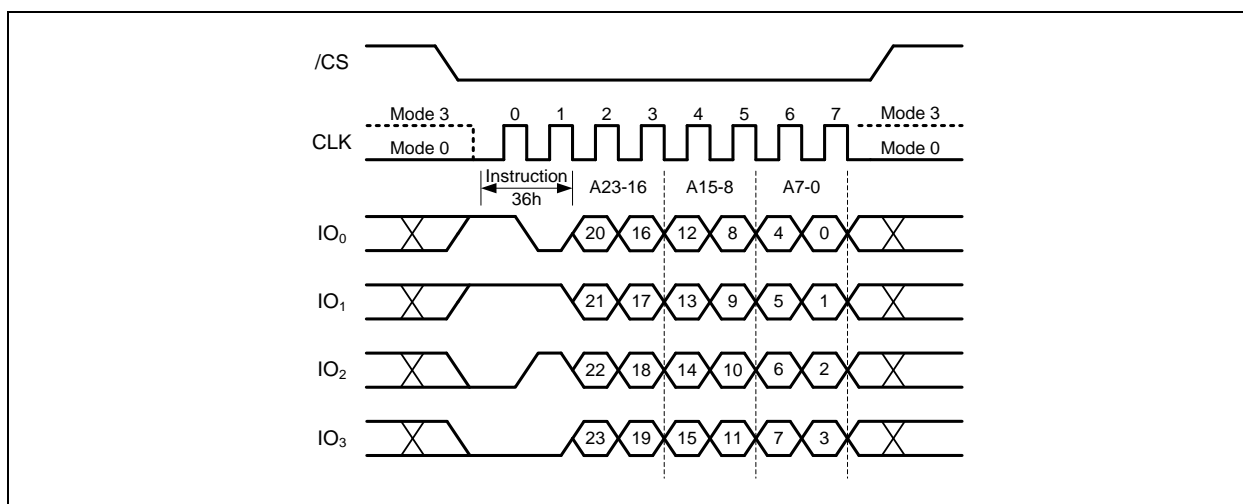 /CS
Mode 3 0 1 2 3 4 5 6 7 Mode 3
CLK
Mode 0 Mode 0
Instruction A23-16 A15-8 A7-0
36h
IO₀ 20 16 12 8 4 0
IO₁ 21 17 13 9 5 1
IO₂ 22 18 14 10 6 2
IO₃ 23 19 15 11 7 3